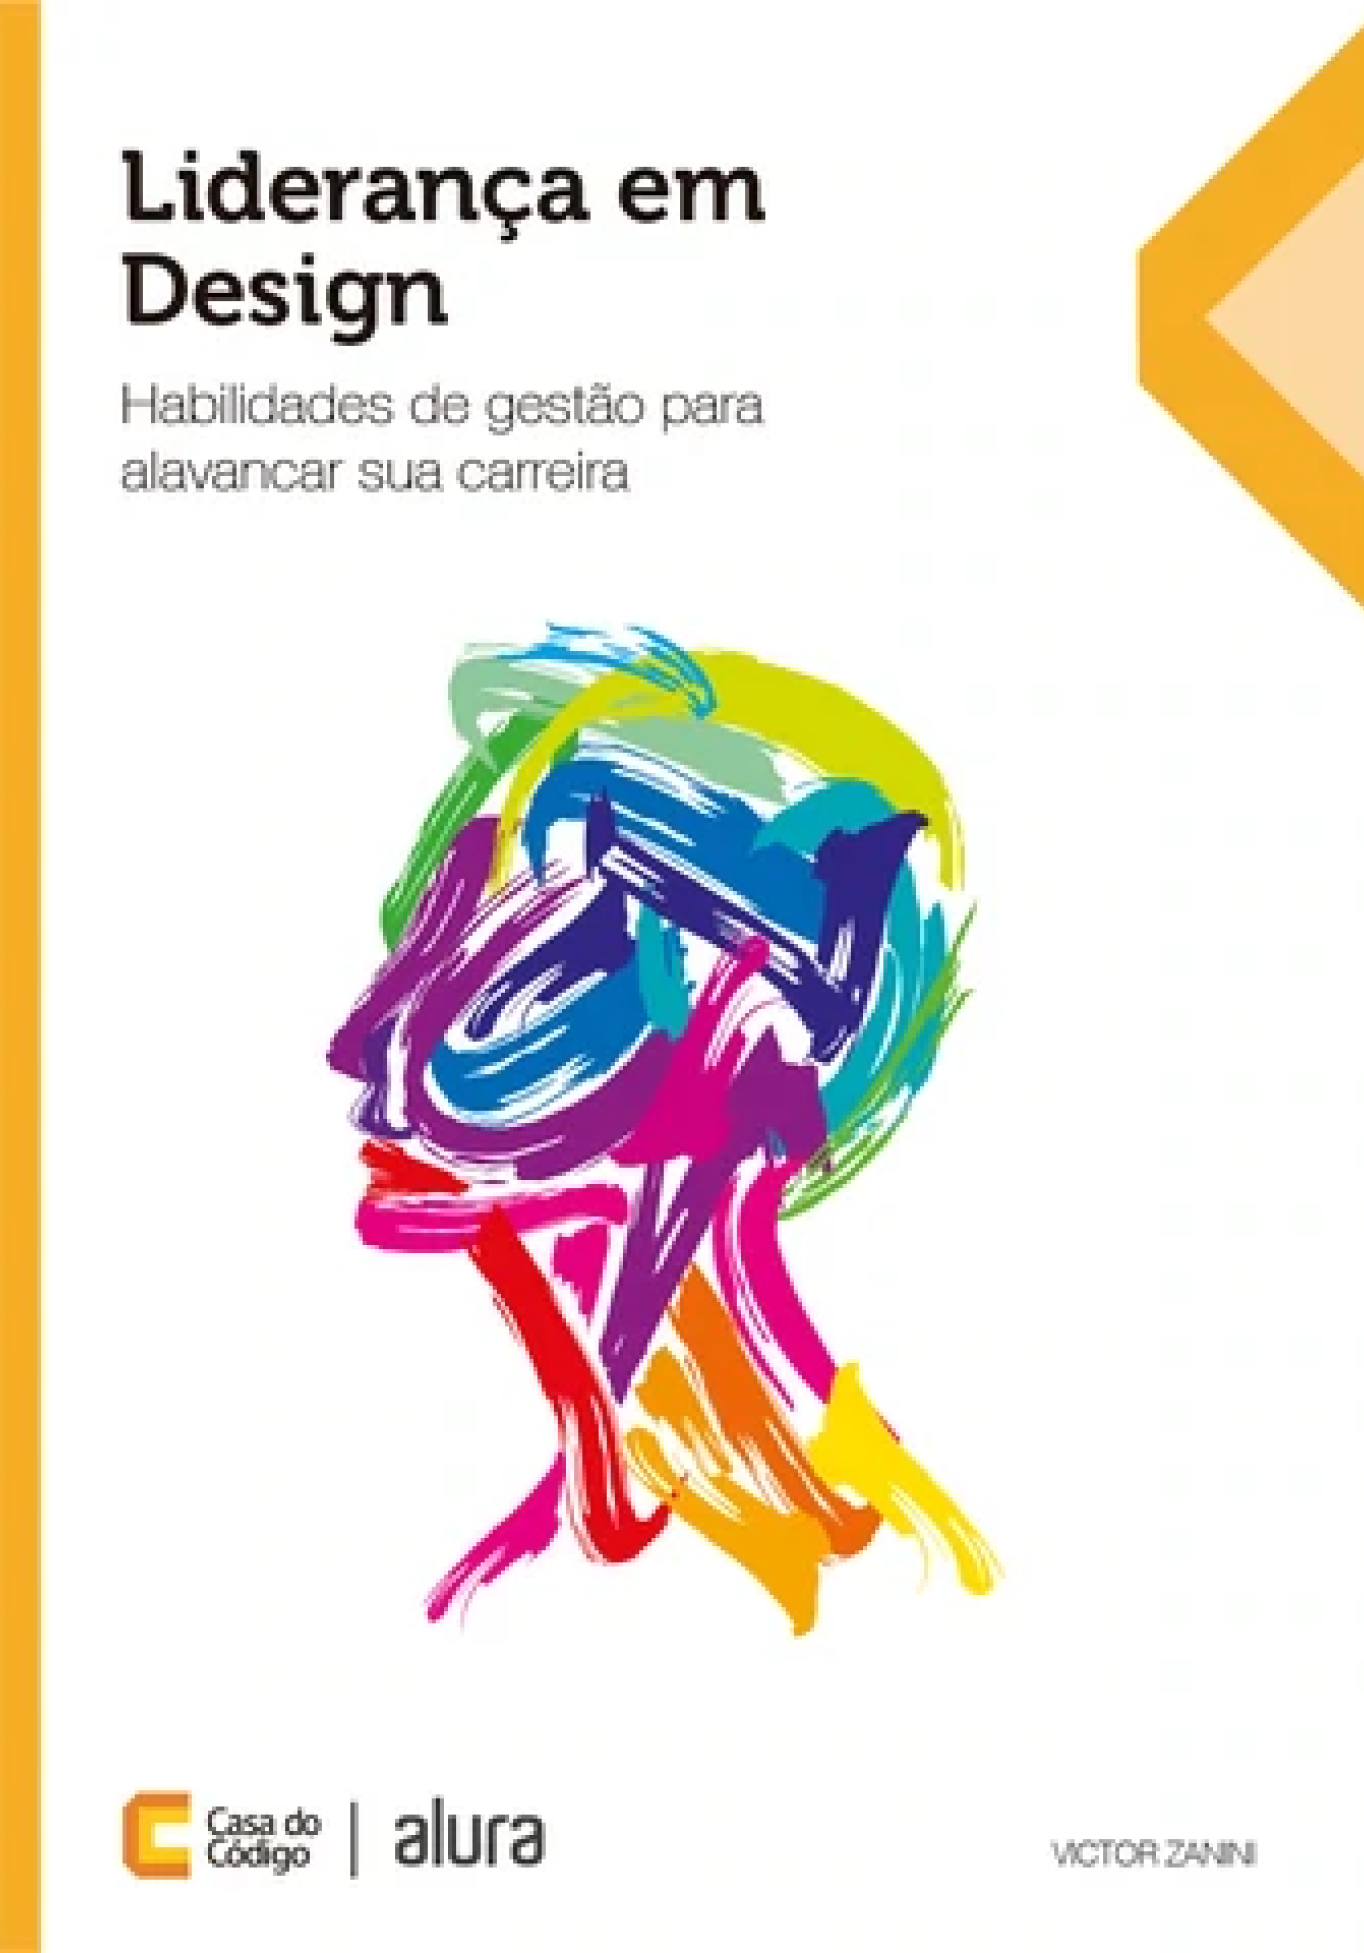 Liderança em
Design
Habilidades de gestão para
alavancar sua carreira
Casa do
Código
alura
VICTOR ZANINI